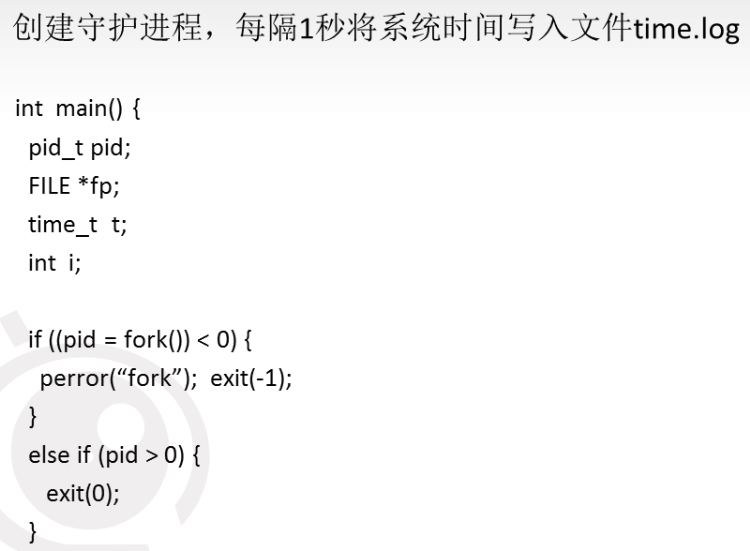 创建守护进程，每隔1秒将系统时间写入文件time.log
int  main() {
pid_t pid;
FILE *fp;
time_t  t;
int  i;
if ((pid = fork()) < 0) {
perror(“fork”);  exit(-1);
}
else if (pid > 0) {
exit(0);
}